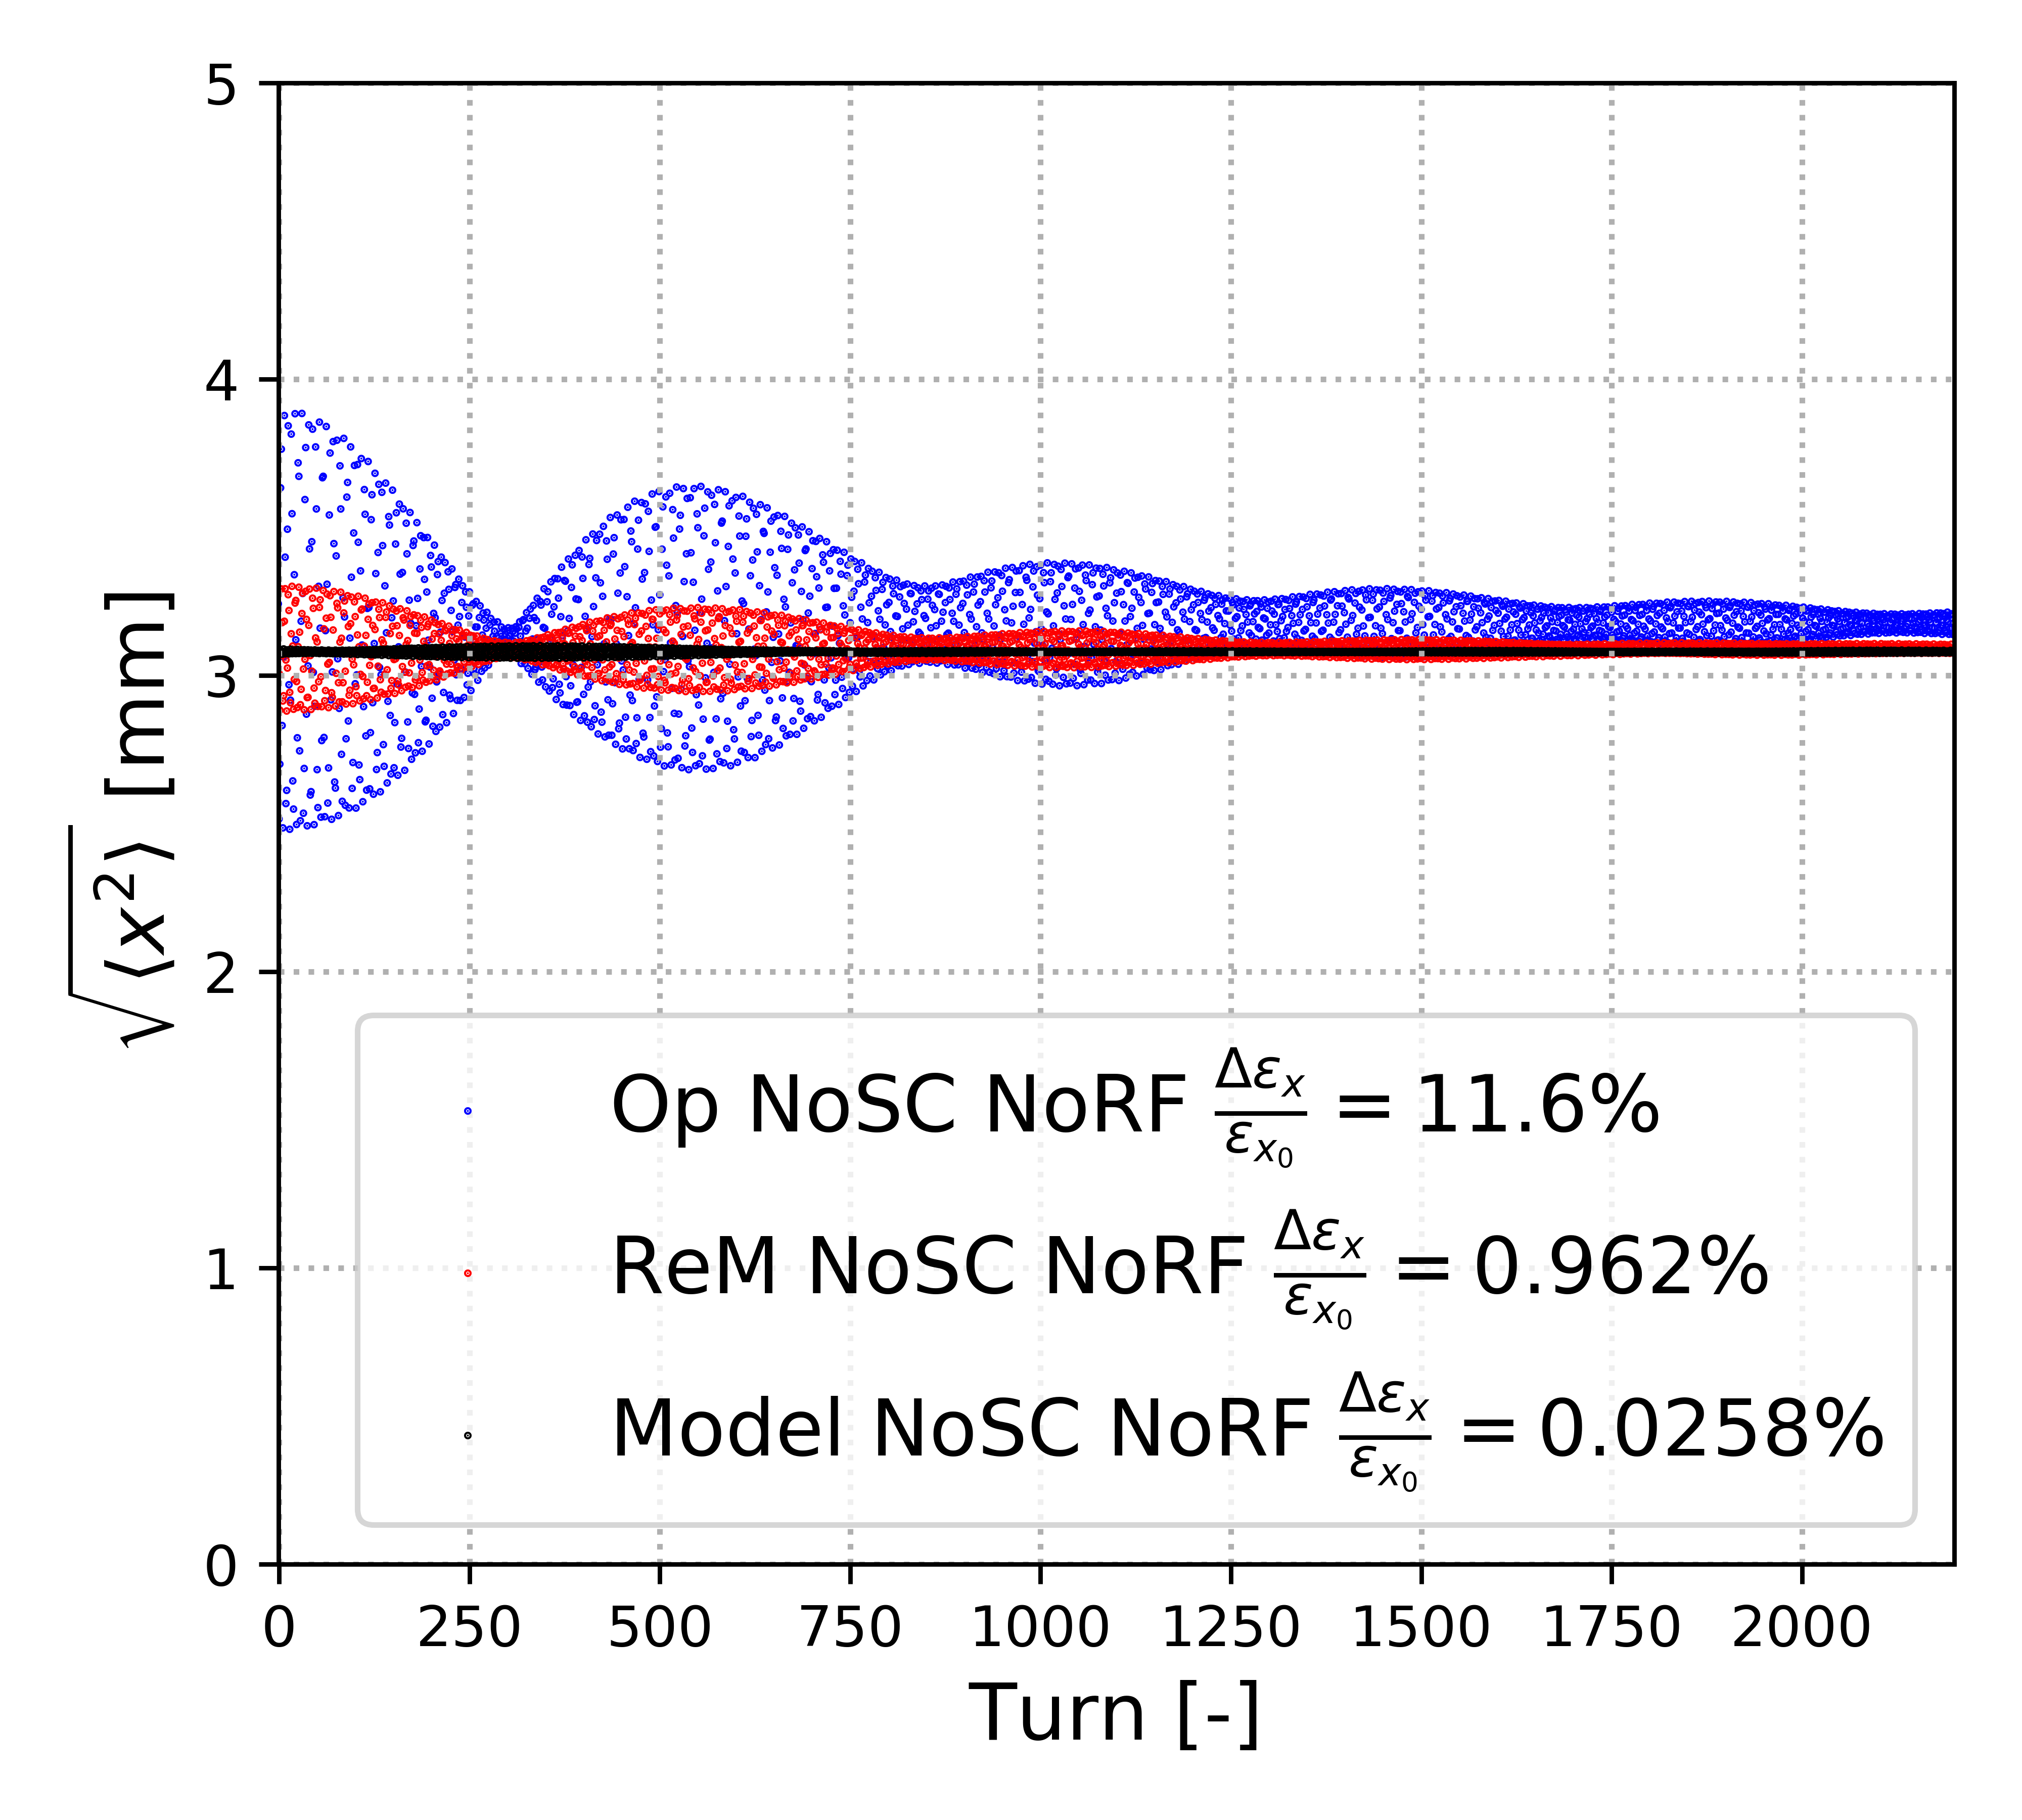 5
4
3
2
1
0
√⟨x²⟩ [mm]
Op NoSC NoRF Δεx/εx₀ = 11.6%
ReM NoSC NoRF Δεx/εx₀ = 0.962%
Model NoSC NoRF Δεx/εx₀ = 0.0258%
0 250 500 750 1000 1250 1500 1750 2000
Turn [-]